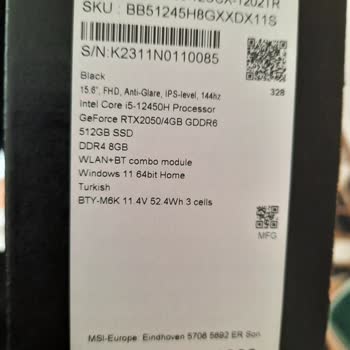 SKU : BB51245H8GXXDX11S
S/N:K2311N0110085
Black
328
15.6", FHD, Anti-Glare, IPS-level, 144hz
Intel Core i5-12450H Processor
GeForce RTX2050/4GB GDDR6
512GB SSD
DDR4 8GB
WLAN+BT combo module
Windows 11 64bit Home
Turkish
BTY-M6K 11.4V 52.4Wh 3 cells
MFG
MSI-Europe Eindhoven 5706 5692 ER Son